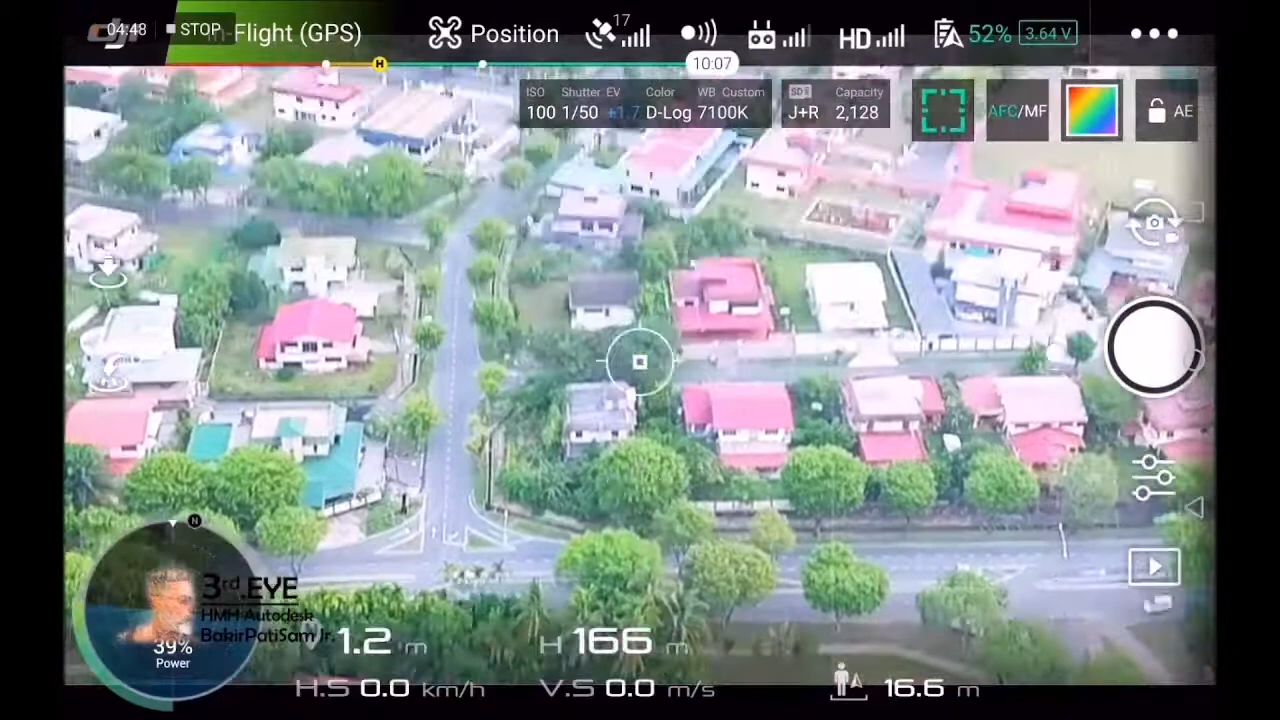 04:48 STOP
n-Flight (GPS)
Position
17
HD
52% 3.64 V
H
10:07
ISO Shutter EV Color WB Custom
100 1/50 +1.7 D-Log 7100K
SD Capacity
J+R 2,128
AFC/MF
AE
N
3rd.EYE
HMH Autodesk
BakirPatiSam Jr.
39%
Power
1.2 m
H 166 m
H.S 0.0 km/h
V.S 0.0 m/s
16.6 m